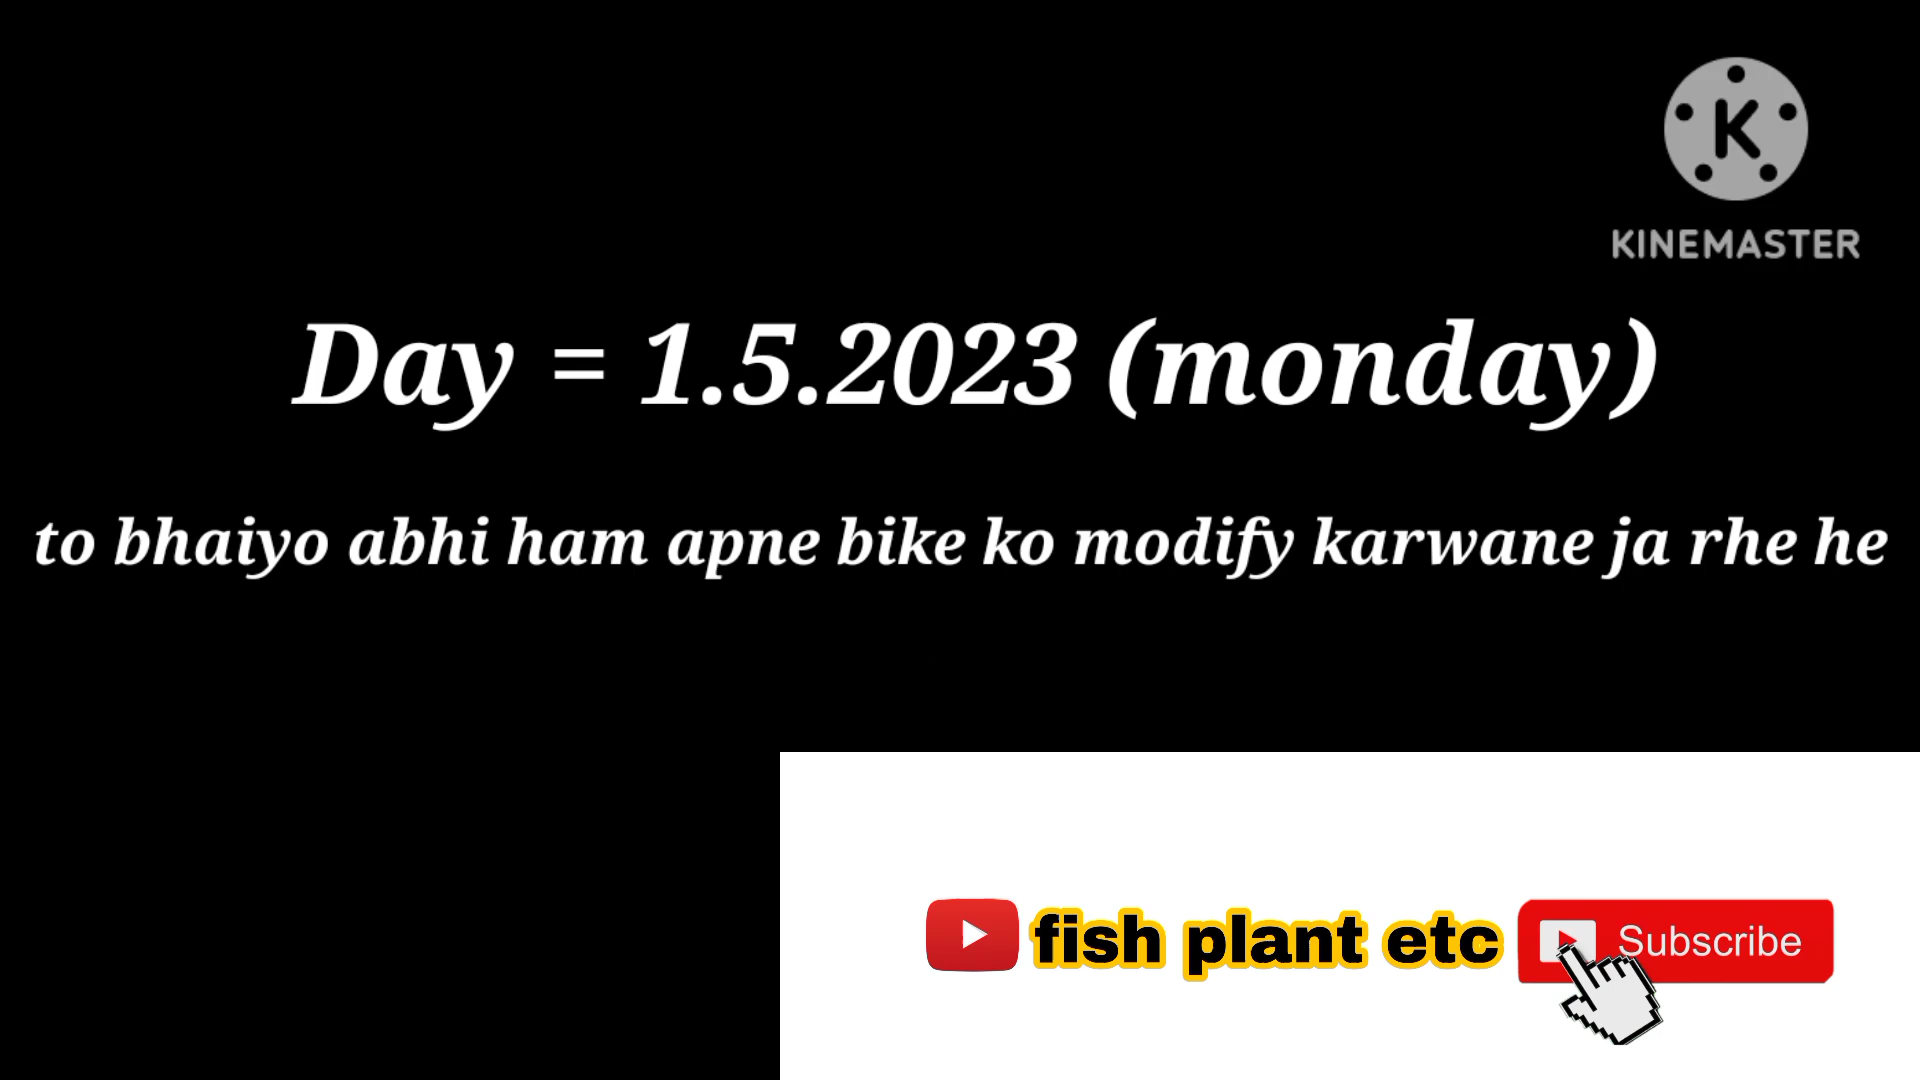 K
KINEMASTER
Day = 1.5.2023 (monday)
to bhaiyo abhi ham apne bike ko modify karwane ja rhe he
fish plant etc
Subscribe